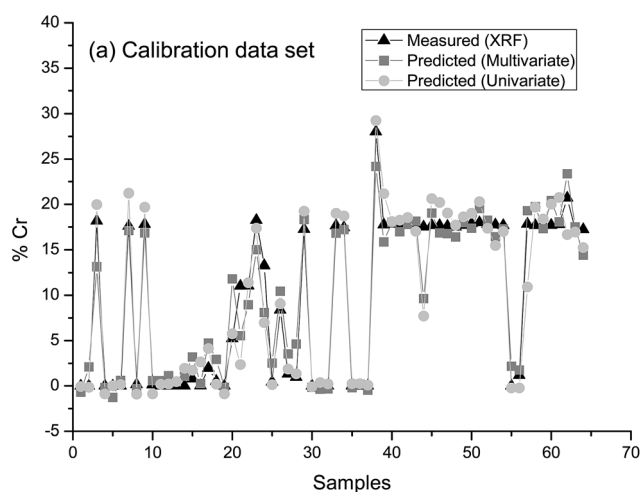 (a) Calibration data set
Measured (XRF)
Predicted (Multivariate)
Predicted (Univariate)
% Cr
40
35
30
25
20
15
10
5
0
-5
0 10 20 30 40 50 60 70
Samples